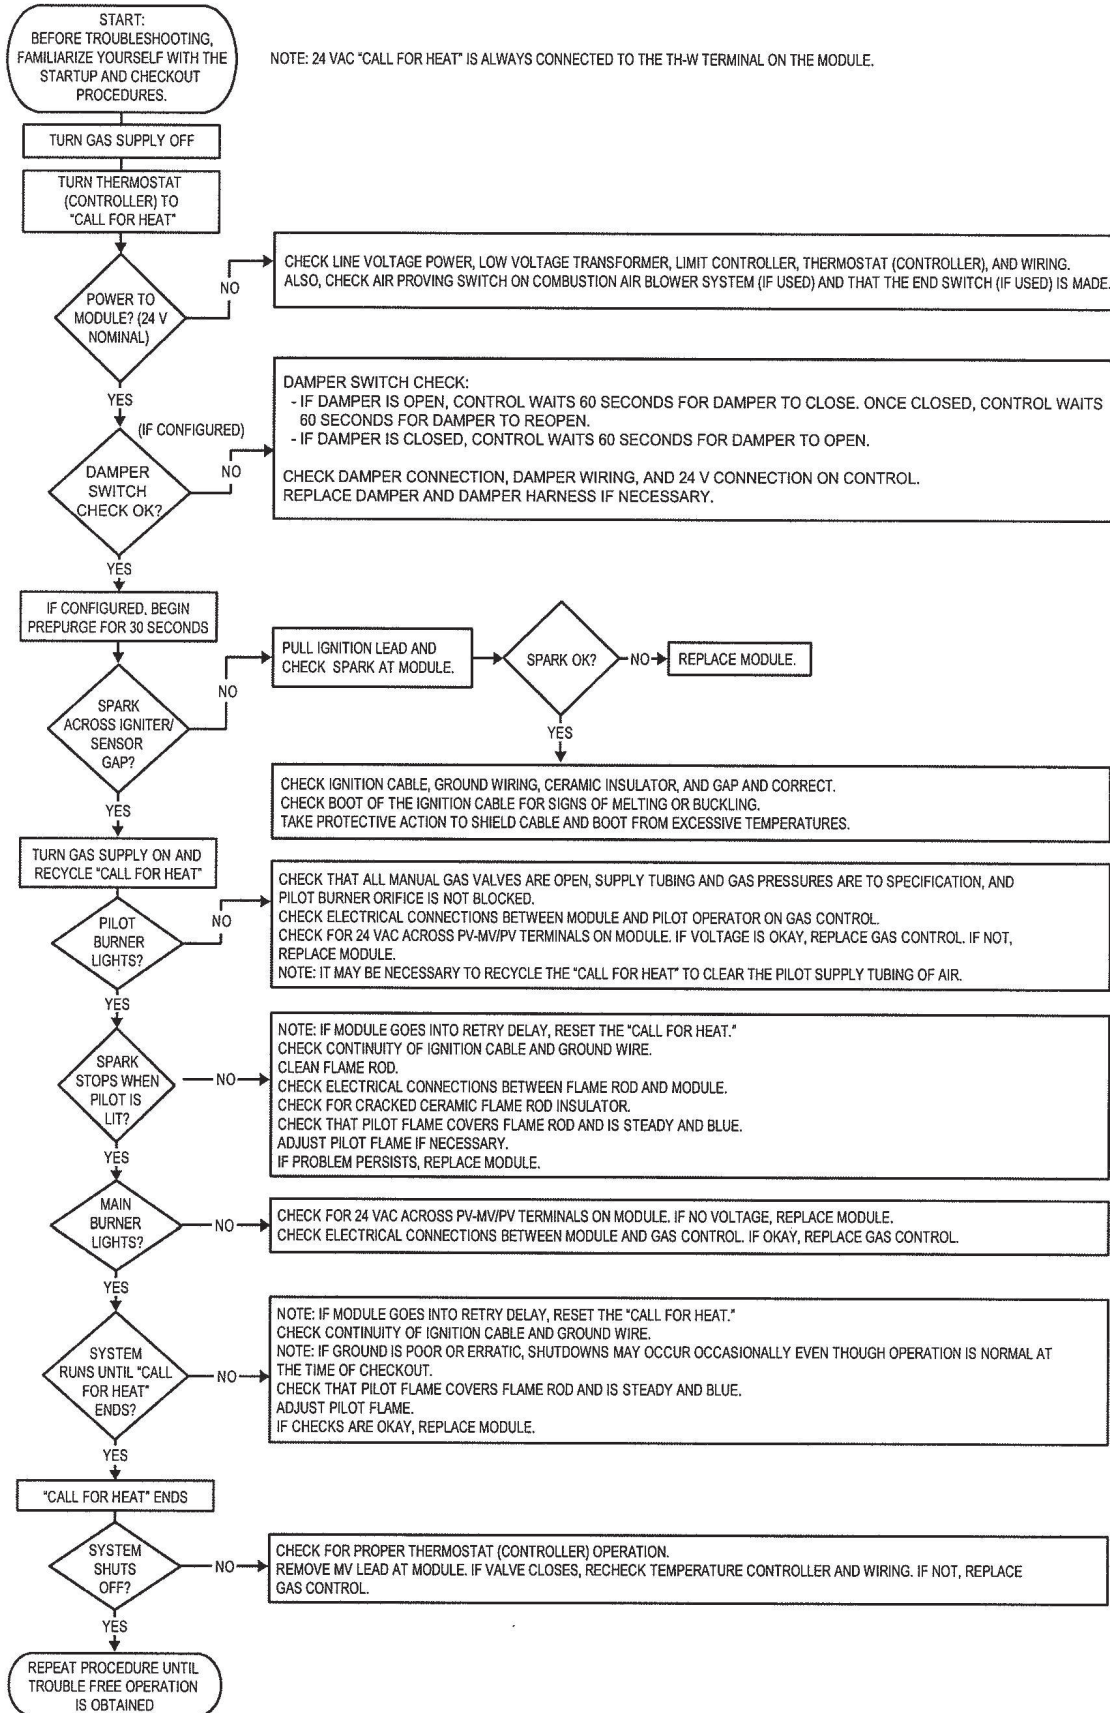 START:
BEFORE TROUBLESHOOTING,
FAMILIARIZE YOURSELF WITH THE
STARTUP AND CHECKOUT
PROCEDURES.
NOTE: 24 VAC "CALL FOR HEAT" IS ALWAYS CONNECTED TO THE TH-W TERMINAL ON THE MODULE.
TURN GAS SUPPLY OFF
TURN THERMOSTAT
(CONTROLLER) TO
"CALL FOR HEAT"
POWER TO
MODULE? (24 V
NOMINAL)
NO
CHECK LINE VOLTAGE POWER, LOW VOLTAGE TRANSFORMER, LIMIT CONTROLLER, THERMOSTAT (CONTROLLER), AND WIRING.
ALSO, CHECK AIR PROVING SWITCH ON COMBUSTION AIR BLOWER SYSTEM (IF USED) AND THAT THE END SWITCH (IF USED) IS MADE.
YES
(IF CONFIGURED)
DAMPER
SWITCH
CHECK OK?
NO
DAMPER SWITCH CHECK:
- IF DAMPER IS OPEN, CONTROL WAITS 60 SECONDS FOR DAMPER TO CLOSE. ONCE CLOSED, CONTROL WAITS
60 SECONDS FOR DAMPER TO REOPEN.
- IF DAMPER IS CLOSED, CONTROL WAITS 60 SECONDS FOR DAMPER TO OPEN.
CHECK DAMPER CONNECTION, DAMPER WIRING, AND 24 V CONNECTION ON CONTROL.
REPLACE DAMPER AND DAMPER HARNESS IF NECESSARY.
YES
IF CONFIGURED, BEGIN
PREPURGE FOR 30 SECONDS
SPARK
ACROSS IGNITER/
SENSOR
GAP?
NO
PULL IGNITION LEAD AND
CHECK SPARK AT MODULE.
SPARK OK?
NO
REPLACE MODULE.
YES
CHECK IGNITION CABLE, GROUND WIRING, CERAMIC INSULATOR, AND GAP AND CORRECT.
CHECK BOOT OF THE IGNITION CABLE FOR SIGNS OF MELTING OR BUCKLING.
TAKE PROTECTIVE ACTION TO SHIELD CABLE AND BOOT FROM EXCESSIVE TEMPERATURES.
YES
TURN GAS SUPPLY ON AND
RECYCLE "CALL FOR HEAT"
PILOT
BURNER
LIGHTS?
NO
CHECK THAT ALL MANUAL GAS VALVES ARE OPEN, SUPPLY TUBING AND GAS PRESSURES ARE TO SPECIFICATION, AND
PILOT BURNER ORIFICE IS NOT BLOCKED.
CHECK ELECTRICAL CONNECTIONS BETWEEN MODULE AND PILOT OPERATOR ON GAS CONTROL.
CHECK FOR 24 VAC ACROSS PV-MV/PV TERMINALS ON MODULE. IF VOLTAGE IS OKAY, REPLACE GAS CONTROL. IF NOT,
REPLACE MODULE.
NOTE: IT MAY BE NECESSARY TO RECYCLE THE "CALL FOR HEAT" TO CLEAR THE PILOT SUPPLY TUBING OF AIR.
YES
SPARK
STOPS WHEN
PILOT IS
LIT?
NO
NOTE: IF MODULE GOES INTO RETRY DELAY, RESET THE "CALL FOR HEAT."
CHECK CONTINUITY OF IGNITION CABLE AND GROUND WIRE.
CLEAN FLAME ROD.
CHECK ELECTRICAL CONNECTIONS BETWEEN FLAME ROD AND MODULE.
CHECK FOR CRACKED CERAMIC FLAME ROD INSULATOR.
CHECK THAT PILOT FLAME COVERS FLAME ROD AND IS STEADY AND BLUE.
ADJUST PILOT FLAME IF NECESSARY.
IF PROBLEM PERSISTS, REPLACE MODULE.
YES
MAIN
BURNER
LIGHTS?
NO
CHECK FOR 24 VAC ACROSS PV-MV/PV TERMINALS ON MODULE. IF NO VOLTAGE, REPLACE MODULE.
CHECK ELECTRICAL CONNECTIONS BETWEEN MODULE AND GAS CONTROL. IF OKAY, REPLACE GAS CONTROL.
YES
SYSTEM
RUNS UNTIL "CALL
FOR HEAT"
ENDS?
NO
NOTE: IF MODULE GOES INTO RETRY DELAY, RESET THE "CALL FOR HEAT."
CHECK CONTINUITY OF IGNITION CABLE AND GROUND WIRE.
NOTE: IF GROUND IS POOR OR ERRATIC, SHUTDOWNS MAY OCCUR OCCASIONALLY EVEN THOUGH OPERATION IS NORMAL AT
THE TIME OF CHECKOUT.
CHECK THAT PILOT FLAME COVERS FLAME ROD AND IS STEADY AND BLUE.
ADJUST PILOT FLAME.
IF CHECKS ARE OKAY, REPLACE MODULE.
YES
"CALL FOR HEAT" ENDS
SYSTEM
SHUTS
OFF?
NO
CHECK FOR PROPER THERMOSTAT (CONTROLLER) OPERATION.
REMOVE MV LEAD AT MODULE. IF VALVE CLOSES, RECHECK TEMPERATURE CONTROLLER AND WIRING. IF NOT, REPLACE
GAS CONTROL.
YES
REPEAT PROCEDURE UNTIL
TROUBLE FREE OPERATION
IS OBTAINED